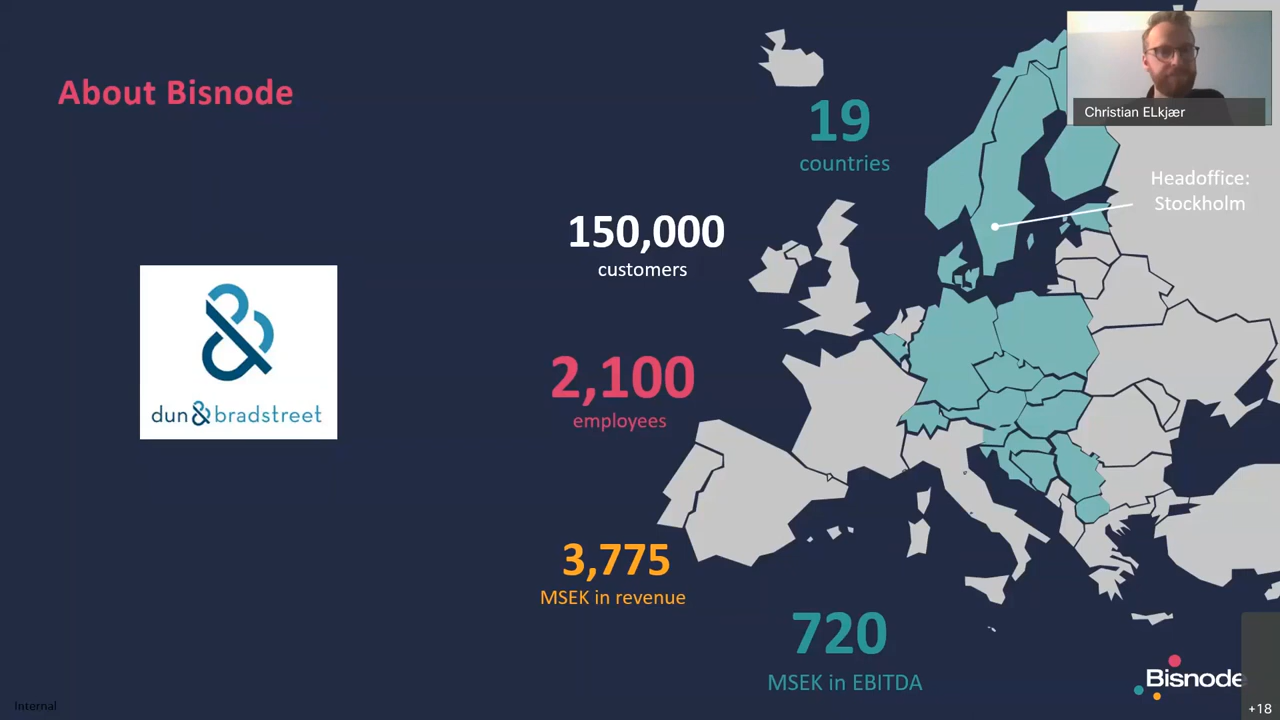 About Bisnode
19
countries
Christian ELkjær
Headoffice:
Stockholm
150,000
customers
dun & bradstreet
2,100
employees
3,775
MSEK in revenue
720
MSEK in EBITDA
Bisnode
Internal
+18